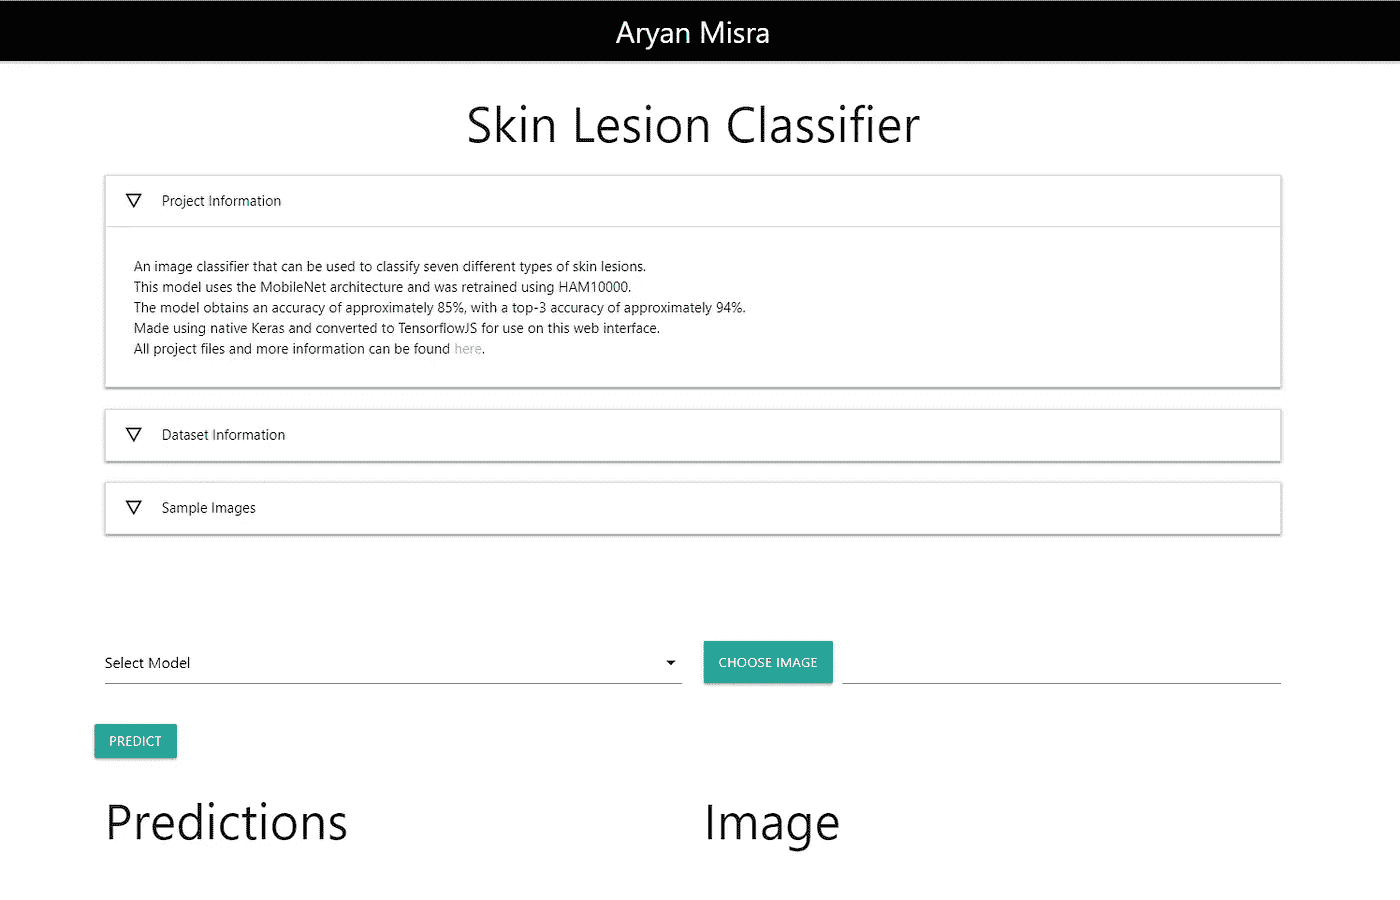 Aryan Misra
Skin Lesion Classifier
Project Information
An image classifier that can be used to classify seven different types of skin lesions.
This model uses the MobileNet architecture and was retrained using HAM10000.
The model obtains an accuracy of approximately 85%, with a top-3 accuracy of approximately 94%.
Made using native Keras and converted to TensorflowJS for use on this web interface.
All project files and more information can be found here.
Dataset Information
Sample Images
Select Model
CHOOSE IMAGE
PREDICT
Predictions
Image